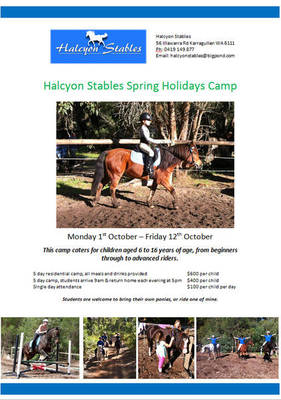 Halcyon Stables
Halcyon Stables
56 Illawarra Rd Karragullen WA 6111
Ph: 0419 149 877
Email: halcyonstables@bigpond.com
Halcyon Stables Spring Holidays Camp
Monday 1st October – Friday 12th October
This camp caters for children aged 6 to 16 years of age, from beginners
through to advanced riders.
5 day residential camp, all meals and drinks provided $600 per child
5 day camp, students arrive 9am & return home each evening at 5pm $400 per child
Single day attendance $100 per child per day
Students are welcome to bring their own ponies, or ride one of mine.